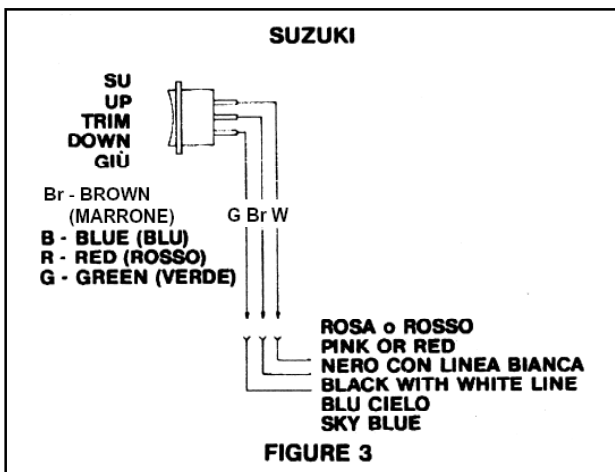 SUZUKI
SU
UP
TRIM
DOWN
GIÙ
Br - BROWN
(MARRONE)
B - BLUE (BLU)
R - RED (ROSSO)
G - GREEN (VERDE)
G Br W
ROSA o ROSSO
PINK OR RED
NERO CON LINEA BIANCA
BLACK WITH WHITE LINE
BLU CIELO
SKY BLUE
FIGURE 3